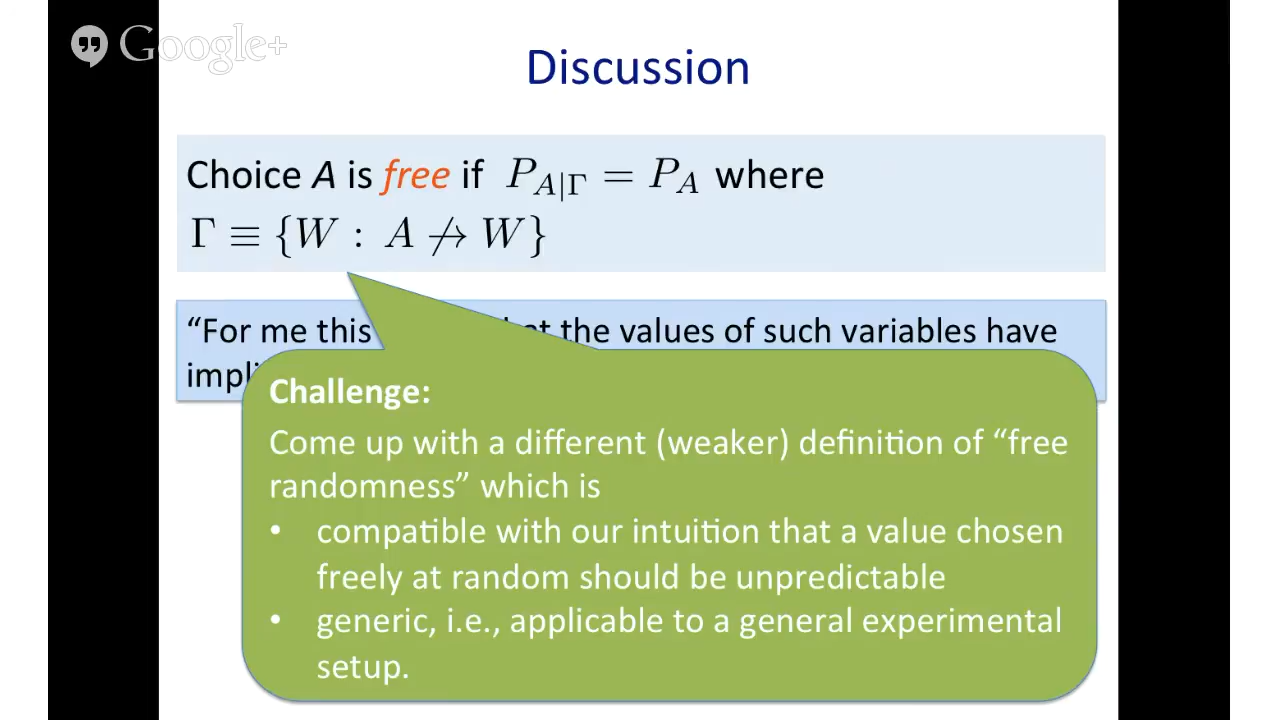 Google+
Discussion
Choice A is free if P_{A|Γ} = P_A where
Γ ≡ {W : A ↛ W}
“For me this the values of such variables have
Challenge:
Come up with a different (weaker) definition of “free
randomness” which is
• compatible with our intuition that a value chosen
freely at random should be unpredictable
• generic, i.e., applicable to a general experimental
setup.